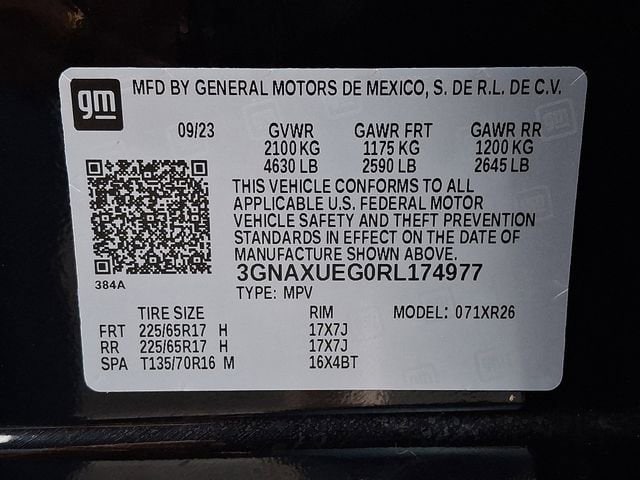 gm
MFD BY GENERAL MOTORS DE MEXICO, S. DE R.L. DE C.V.
09/23 GVWR GAWR FRT GAWR RR
2100 KG 1175 KG 1200 KG
4630 LB 2590 LB 2645 LB
THIS VEHICLE CONFORMS TO ALL
APPLICABLE U.S. FEDERAL MOTOR
VEHICLE SAFETY AND THEFT PREVENTION
STANDARDS IN EFFECT ON THE DATE OF
MANUFACTURE SHOWN ABOVE.
3GNAXUEG0RL174977
384A
TYPE: MPV
TIRE SIZE RIM MODEL: 071XR26
FRT 225/65R17 H 17X7J
RR 225/65R17 H 17X7J
SPA T135/70R16 M 16X4BT